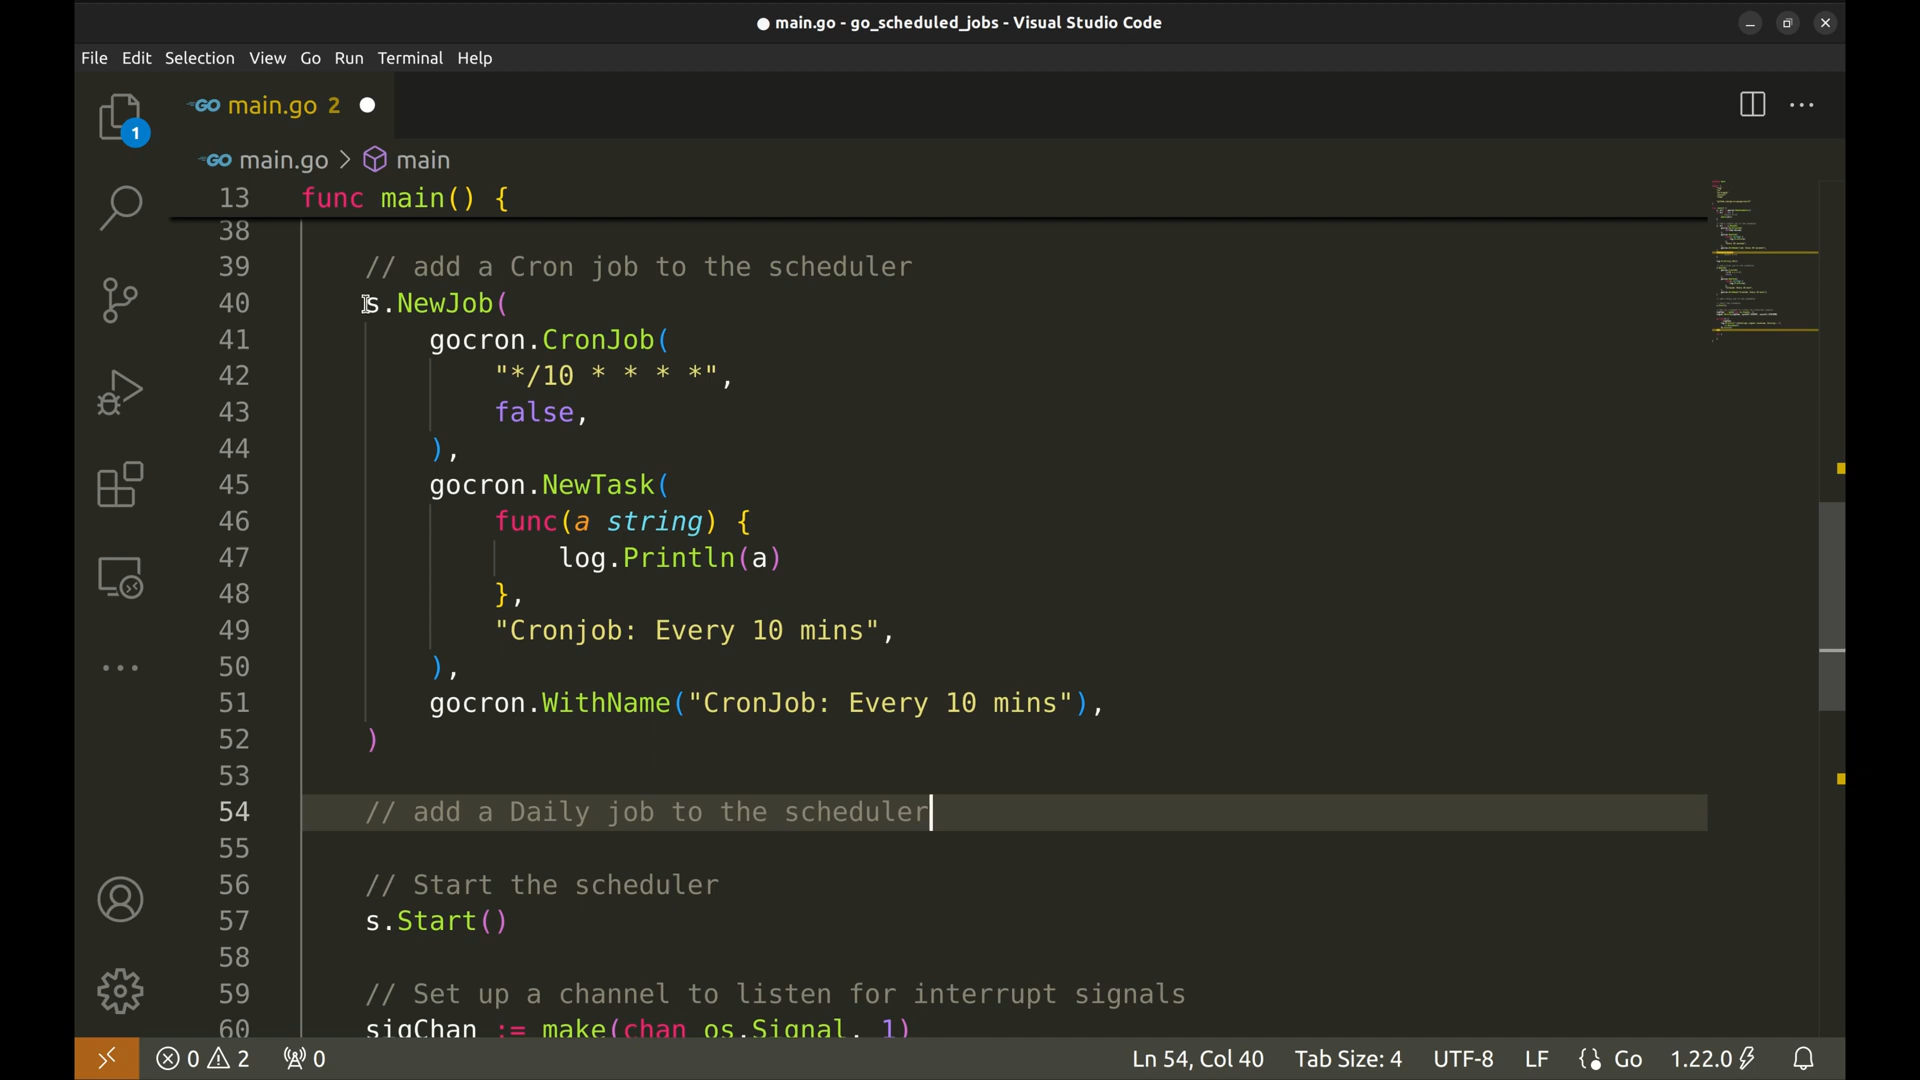 main.go - go_scheduled_jobs - Visual Studio Code
File Edit Selection View Go Run Terminal Help
GO main.go 2
1
GO main.go > main
13 func main() {
38
39 // add a Cron job to the scheduler
40 s.NewJob(
41 gocron.CronJob(
42 "*/10 * * * *",
43 false,
44 ),
45 gocron.NewTask(
46 func(a string) {
47 log.Println(a)
48 },
49 "Cronjob: Every 10 mins",
50 ),
51 gocron.WithName("CronJob: Every 10 mins"),
52 )
53
54 // add a Daily job to the scheduler
55
56 // Start the scheduler
57 s.Start()
58
59 // Set up a channel to listen for interrupt signals
60 sigChan := make(chan os.Signal, 1)
0 2 0 Ln 54, Col 40 Tab Size: 4 UTF-8 LF Go 1.22.0